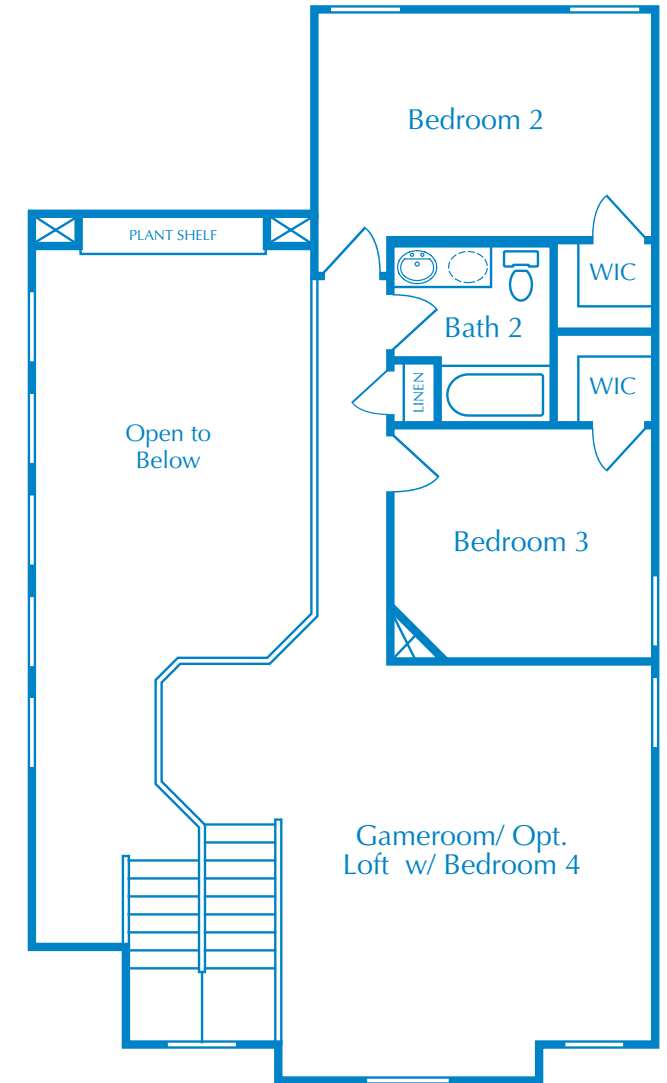 Bedroom 2
PLANT SHELF
WIC
Bath 2
LINEN
WIC
Open to
Below
Bedroom 3
Gameroom/ Opt.
Loft w/ Bedroom 4